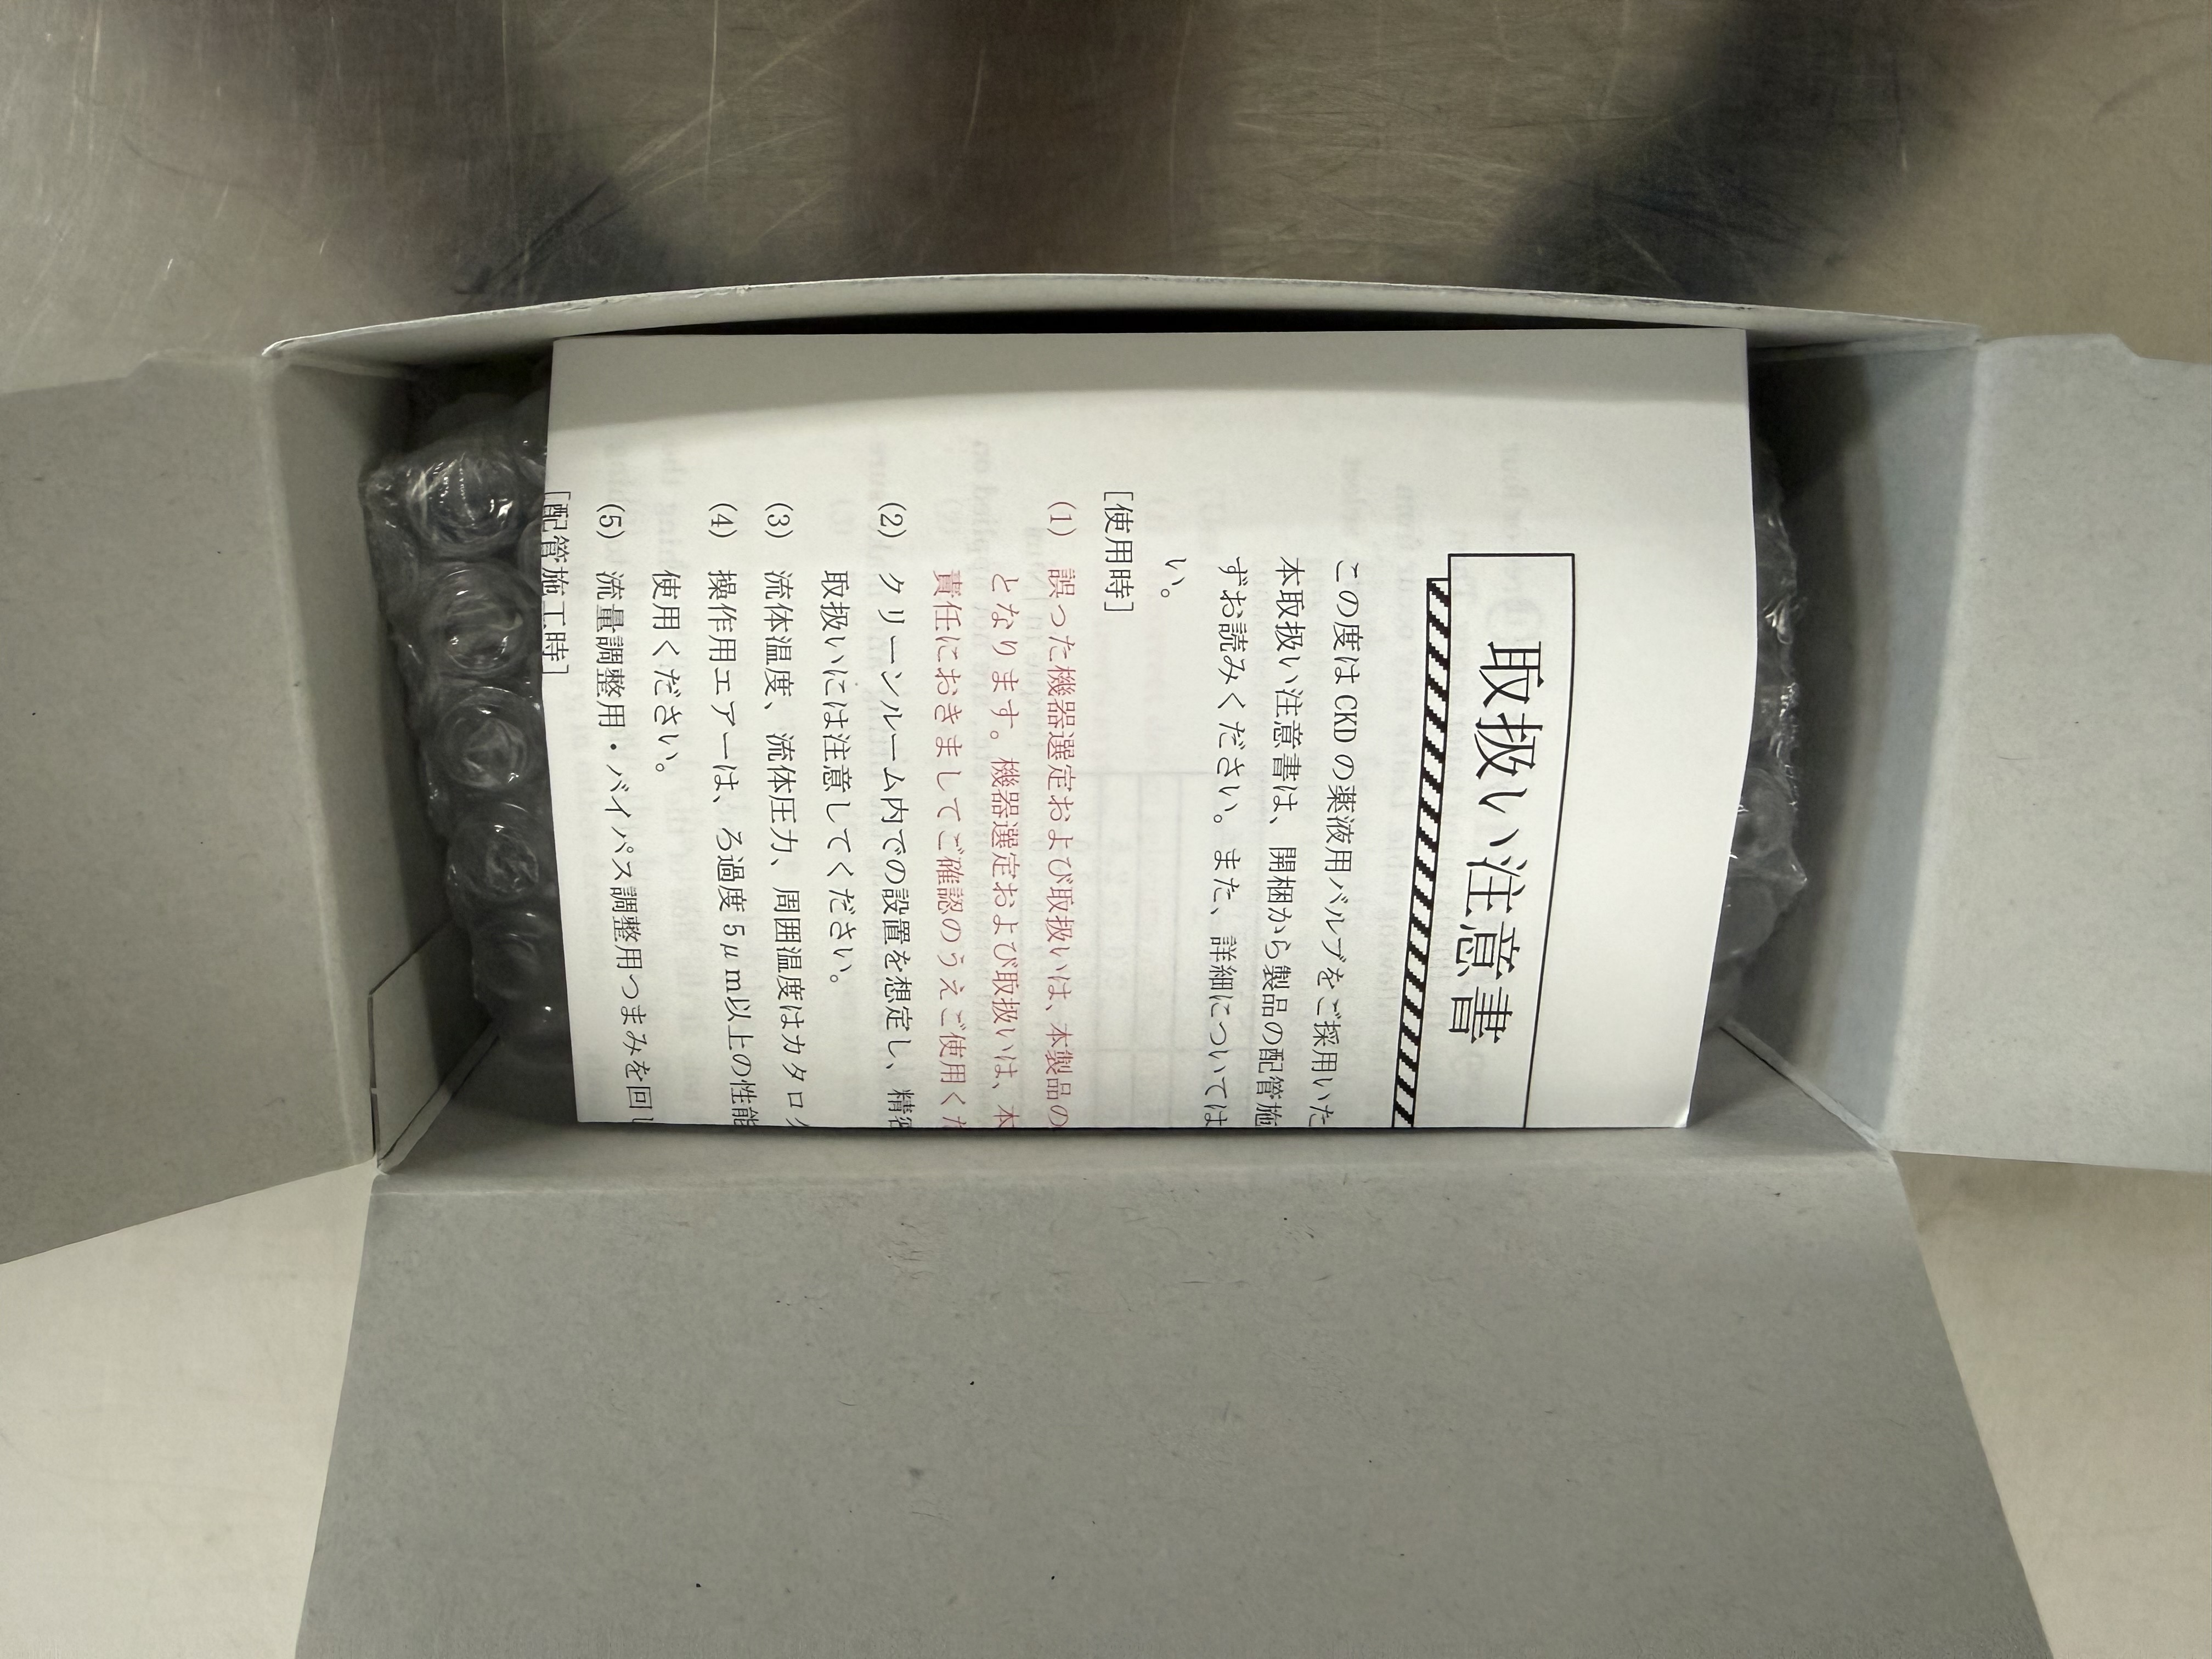 取扱い注意書
この度は CKD の薬液用バルブをご採用いた
本取扱い注意書は、開梱から製品の配管施
ずお読みください。また、詳細については
い。
[使用時]
(1) 誤った機器選定および取扱いは、本製品の
となります。機器選定および取扱いは、本
責任におきましてご確認のうえご使用くだ
(2) クリーンルーム内での設置を想定し、精密
取扱いには注意してください。
(3) 流体温度、流体圧力、周囲温度はカタログ
(4) 操作用エアーは、ろ過度 5μm以上の性能
使用ください。
(5) 流量調整用・バイパス調整用つまみを回し
[配管施工時]